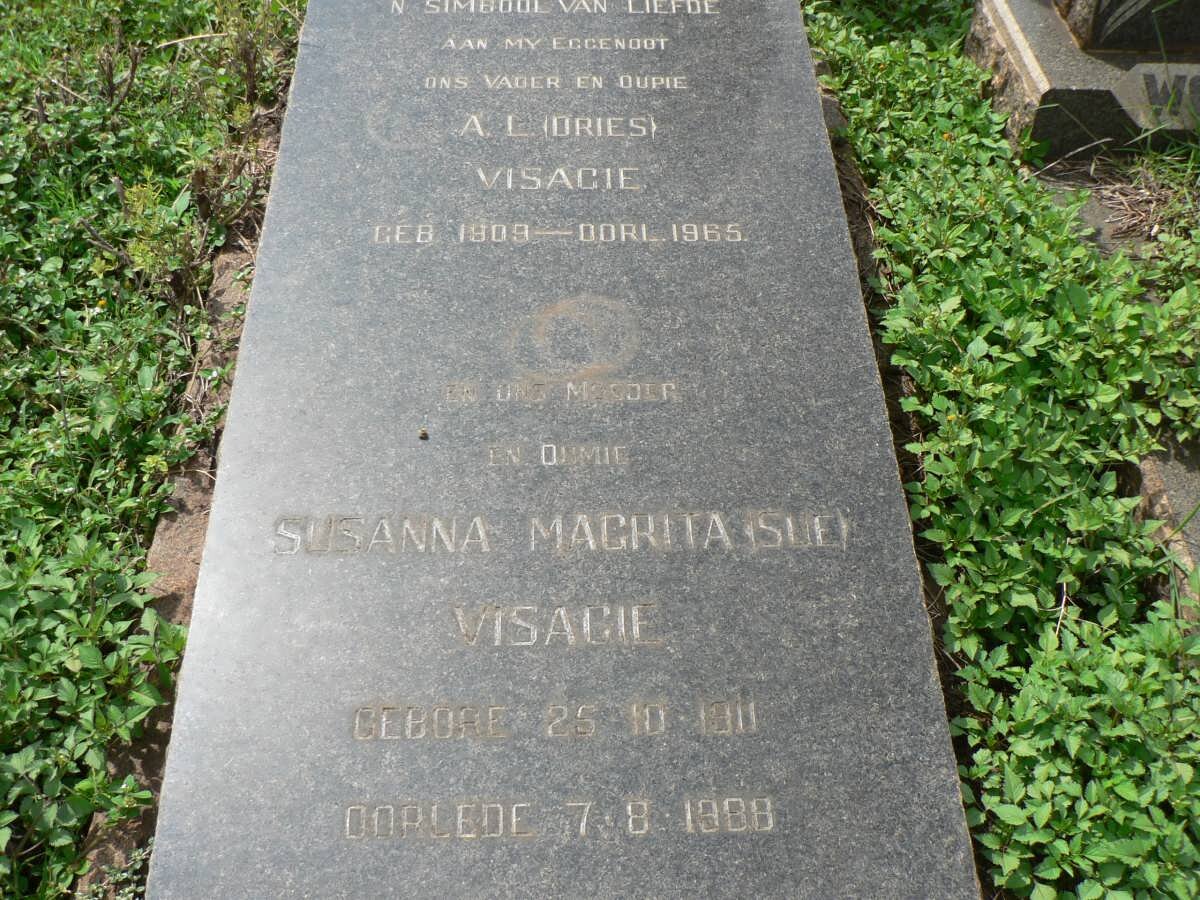 'N SIMBOOL VAN LIEFDE
AAN MY EGGENOOT
ONS VADER EN OUPIE
A. L. (DRIES)
VISAGIE
GEB 1909—OORL. 1965.
EN ONS MOEDER
EN OUMIE
SUSANNA MAGRITA (SUE)
VISAGIE
GEBORE 25 10 1911
OORLEDE 7 8 1988